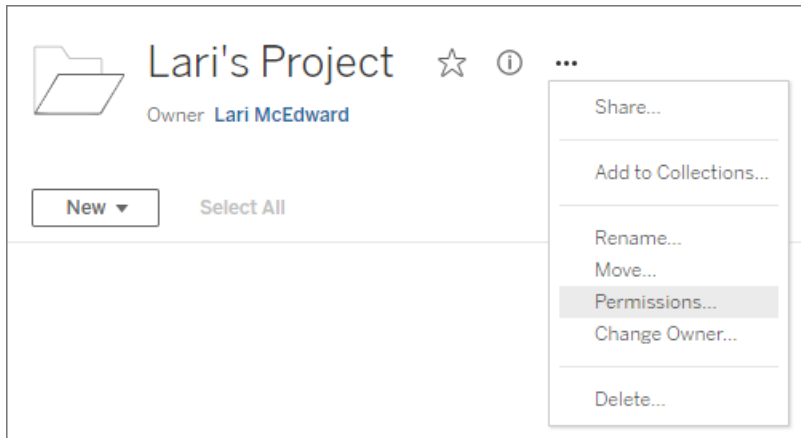 Lari's Project
Owner Lari McEdward
Share...
Add to Collections...
New
Select All
Rename...
Move...
Permissions...
Change Owner...
Delete...